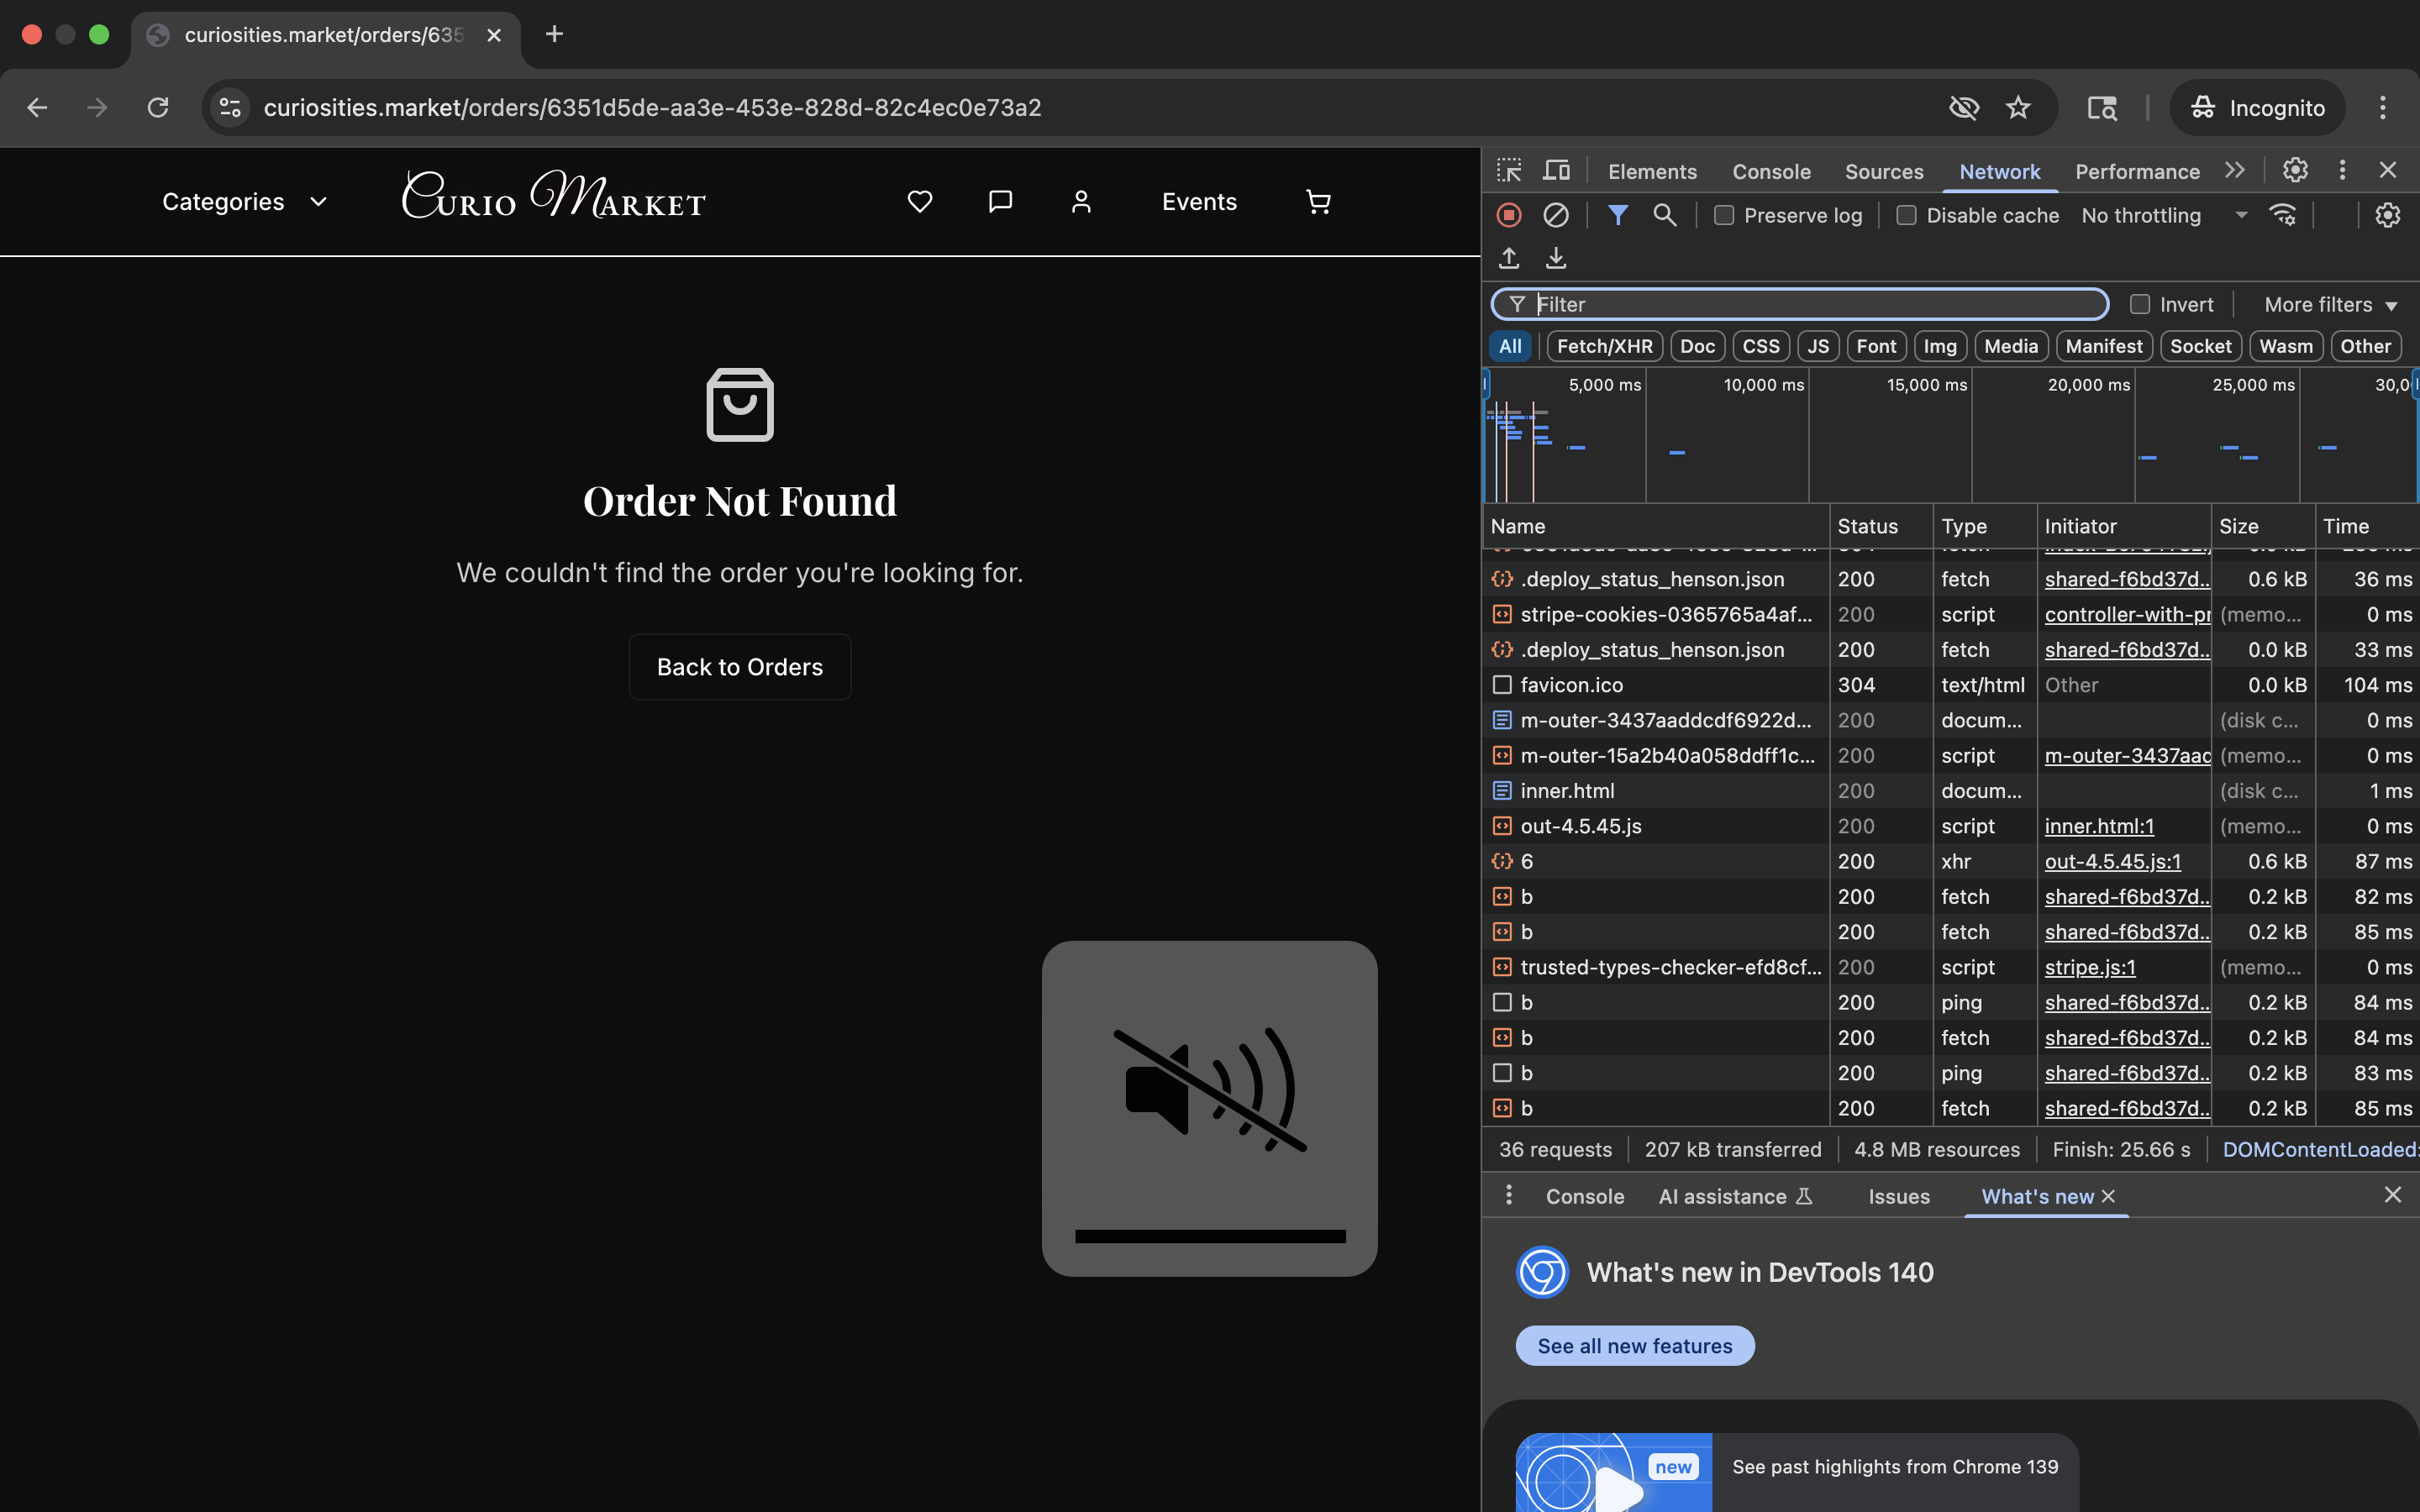 curiosities.market/orders/635
curiosities.market/orders/6351d5de-aa3e-453e-828d-82c4ec0e73a2
Incognito
Categories
Curio Market
Events
Order Not Found
We couldn't find the order you're looking for.
Back to Orders
Elements Console Sources Network Performance
Preserve log Disable cache No throttling
Filter Invert More filters
All Fetch/XHR Doc CSS JS Font Img Media Manifest Socket Wasm Other
5,000 ms 10,000 ms 15,000 ms 20,000 ms 25,000 ms 30,0
Name Status Type Initiator Size Time
.deploy_status_henson.json 200 fetch shared-f6bd37d... 0.6 kB 36 ms
stripe-cookies-0365765a4af... 200 script controller-with-pr (memo... 0 ms
.deploy_status_henson.json 200 fetch shared-f6bd37d... 0.0 kB 33 ms
favicon.ico 304 text/html Other 0.0 kB 104 ms
m-outer-3437aaddcdf6922d... 200 docum... (disk c... 0 ms
m-outer-15a2b40a058ddff1c... 200 script m-outer-3437aad (memo... 0 ms
inner.html 200 docum... (disk c... 1 ms
out-4.5.45.js 200 script inner.html:1 (memo... 0 ms
6 200 xhr out-4.5.45.js:1 0.6 kB 87 ms
b 200 fetch shared-f6bd37d... 0.2 kB 82 ms
b 200 fetch shared-f6bd37d... 0.2 kB 85 ms
trusted-types-checker-efd8cf... 200 script stripe.js:1 (memo... 0 ms
b 200 ping shared-f6bd37d... 0.2 kB 84 ms
b 200 fetch shared-f6bd37d... 0.2 kB 84 ms
b 200 ping shared-f6bd37d... 0.2 kB 83 ms
b 200 fetch shared-f6bd37d... 0.2 kB 85 ms
36 requests 207 kB transferred 4.8 MB resources Finish: 25.66 s DOMContentLoaded:
Console AI assistance Issues What's new
What's new in DevTools 140
See all new features
new
See past highlights from Chrome 139